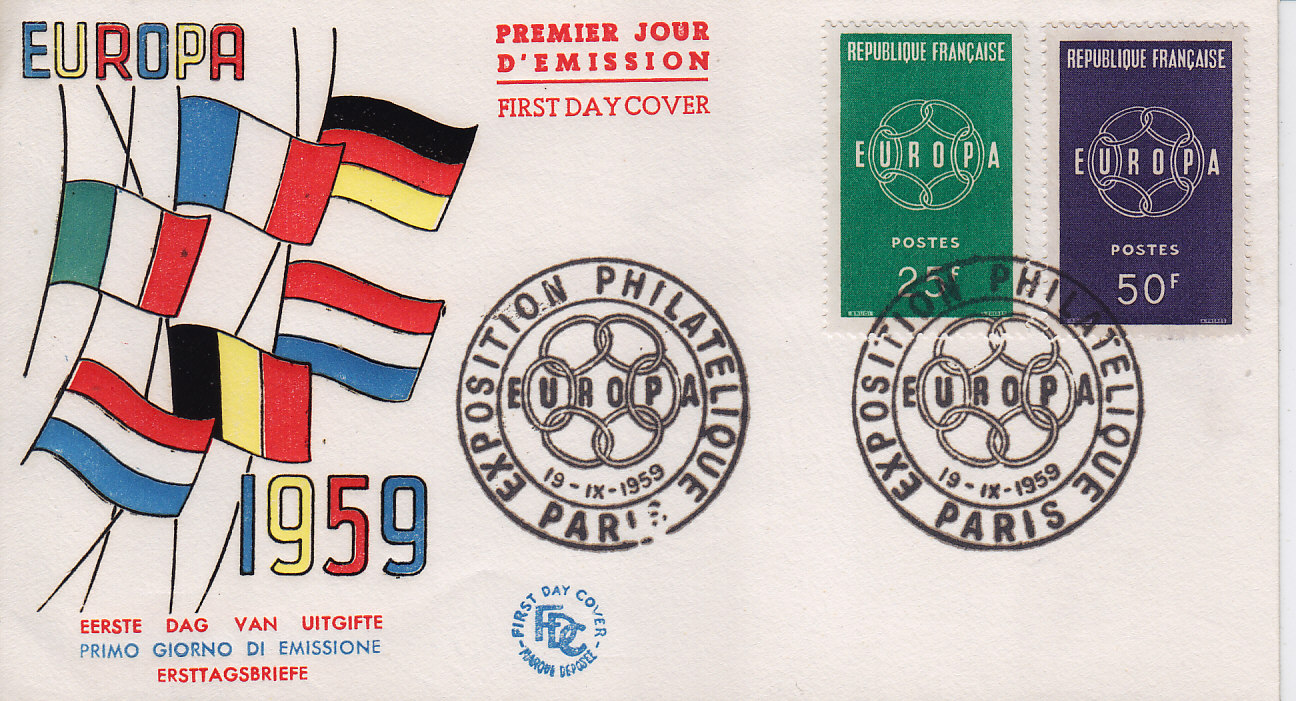 EUROPA
PREMIER JOUR
D'EMISSION
FIRST DAY COVER
REPUBLIQUE FRANÇAISE
EUROPA
POSTES
25F
REPUBLIQUE FRANÇAISE
EUROPA
POSTES
50F
EXPOSITION PHILATELIQUE
EUROPA
19-IX-1959
PARIS
EXPOSITION PHILATELIQUE
EUROPA
19-IX-1959
PARIS
1959
EERSTE DAG VAN UITGIFTE
PRIMO GIORNO DI EMISSIONE
ERSTTAGSBRIEFE
FIRST DAY COVER
FDC
MARQUE DEPOSEE